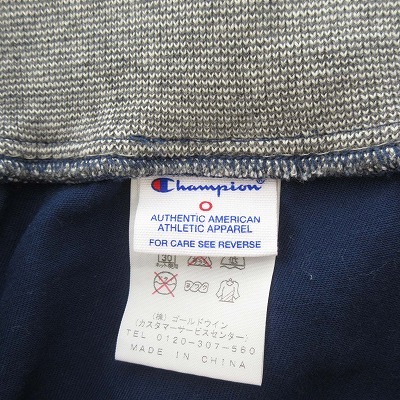 Champion
O
AUTHENTIC AMERICAN
ATHLETIC APPAREL
FOR CARE SEE REVERSE
30
(株) ゴールドウイン
(カスタマーサービスセンター)
TEL 0120-307-560
MADE IN CHINA